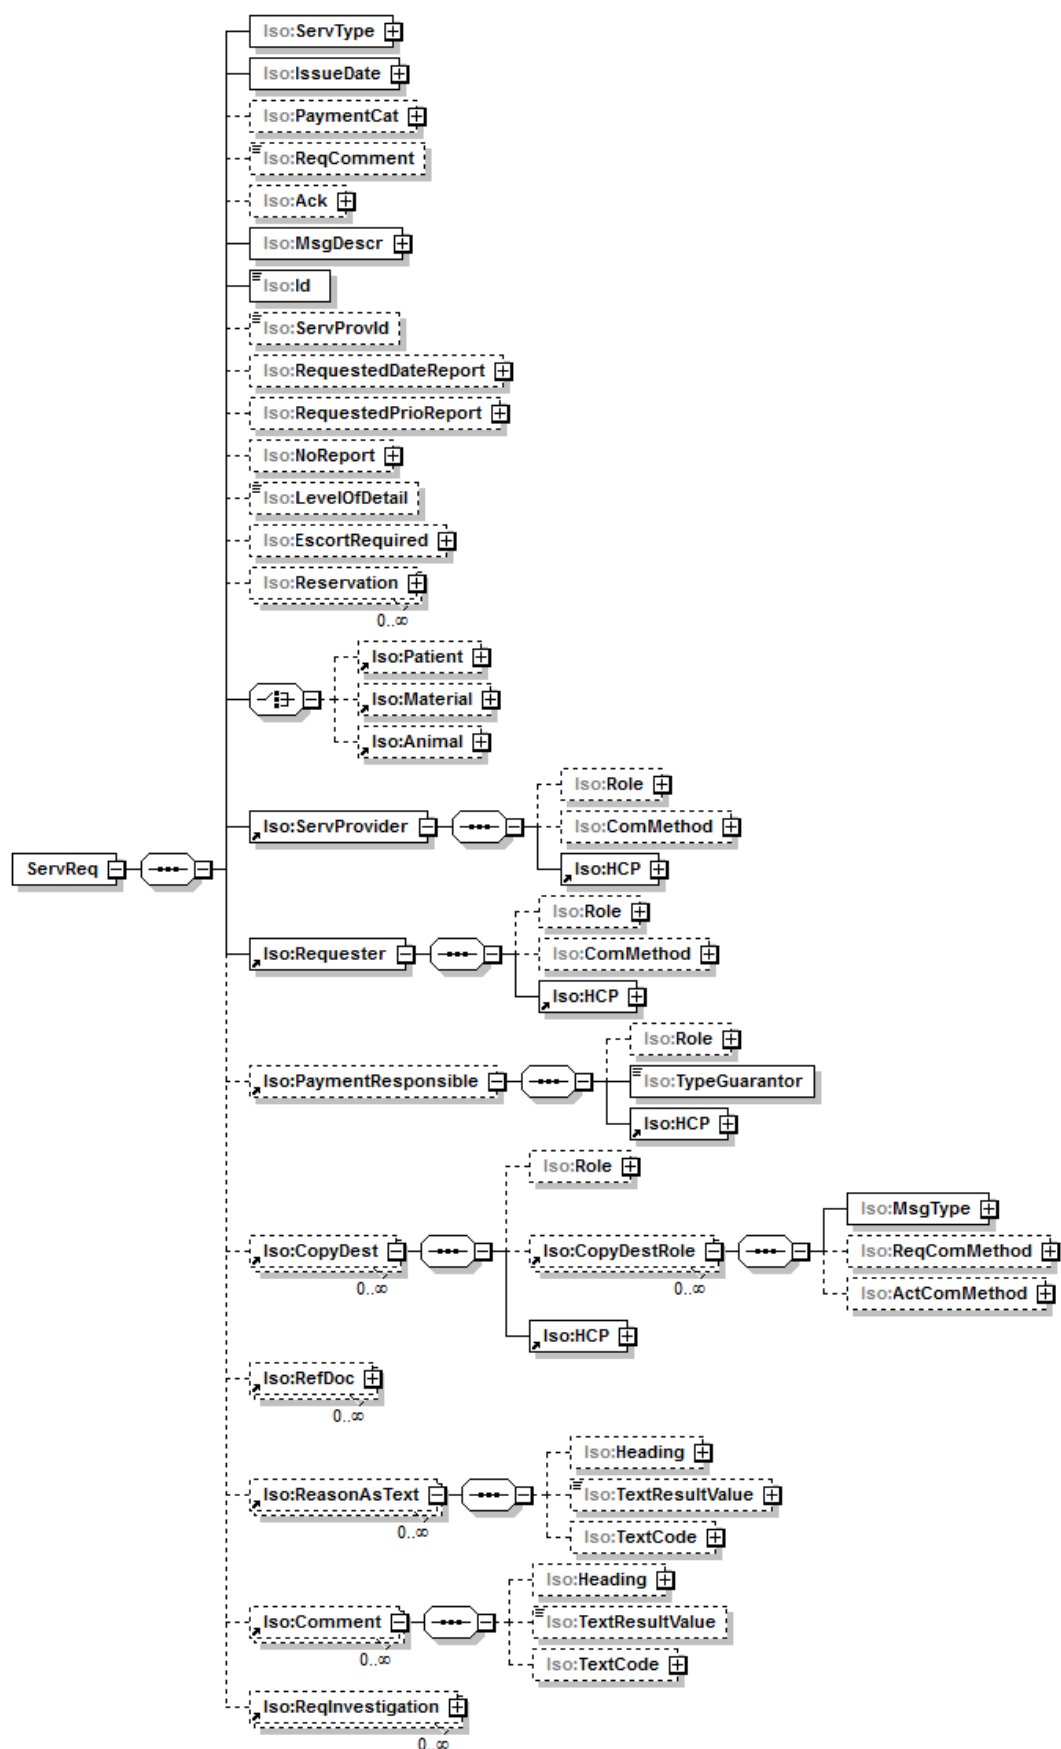 Iso:ServType
Iso:IssueDate
Iso:PaymentCat
Iso:ReqComment
Iso:Ack
Iso:MsgDescr
Iso:Id
Iso:ServProvId
Iso:RequestedDateReport
Iso:RequestedPrioReport
Iso:NoReport
Iso:LevelOfDetail
Iso:EscortRequired
Iso:Reservation
0..∞
Iso:Patient
Iso:Material
Iso:Animal
Iso:Role
Iso:ServProvider
Iso:ComMethod
Iso:HCP
ServReq
Iso:Role
Iso:Requester
Iso:ComMethod
Iso:HCP
Iso:Role
Iso:PaymentResponsible
Iso:TypeGuarantor
Iso:HCP
Iso:Role
Iso:MsgType
Iso:CopyDest
0..∞
Iso:CopyDestRole
0..∞
Iso:ReqComMethod
Iso:ActComMethod
Iso:HCP
Iso:RefDoc
0..∞
Iso:Heading
Iso:ReasonAsText
0..∞
Iso:TextResultValue
Iso:TextCode
Iso:Heading
Iso:Comment
0..∞
Iso:TextResultValue
Iso:TextCode
Iso:ReqInvestigation
0..∞